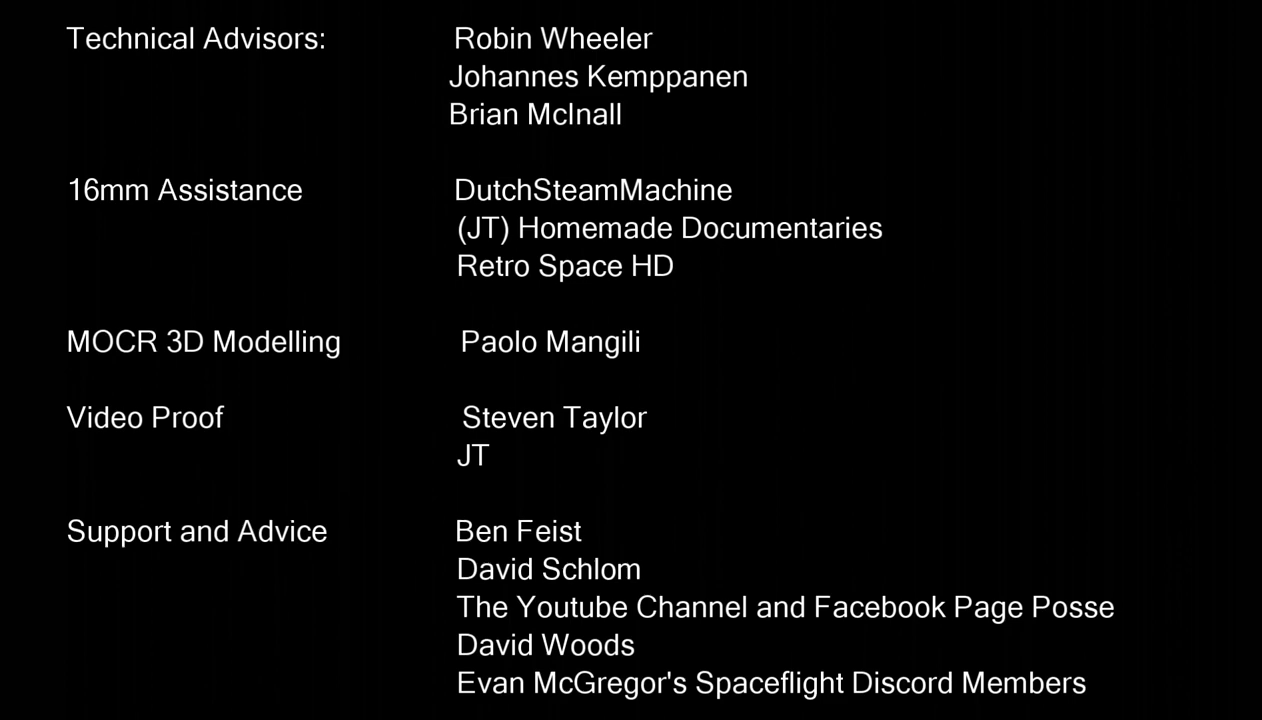 Technical Advisors: Robin Wheeler
Johannes Kemppanen
Brian McInall
16mm Assistance DutchSteamMachine
(JT) Homemade Documentaries
Retro Space HD
MOCR 3D Modelling Paolo Mangili
Video Proof Steven Taylor
JT
Support and Advice Ben Feist
David Schlom
The Youtube Channel and Facebook Page Posse
David Woods
Evan McGregor's Spaceflight Discord Members